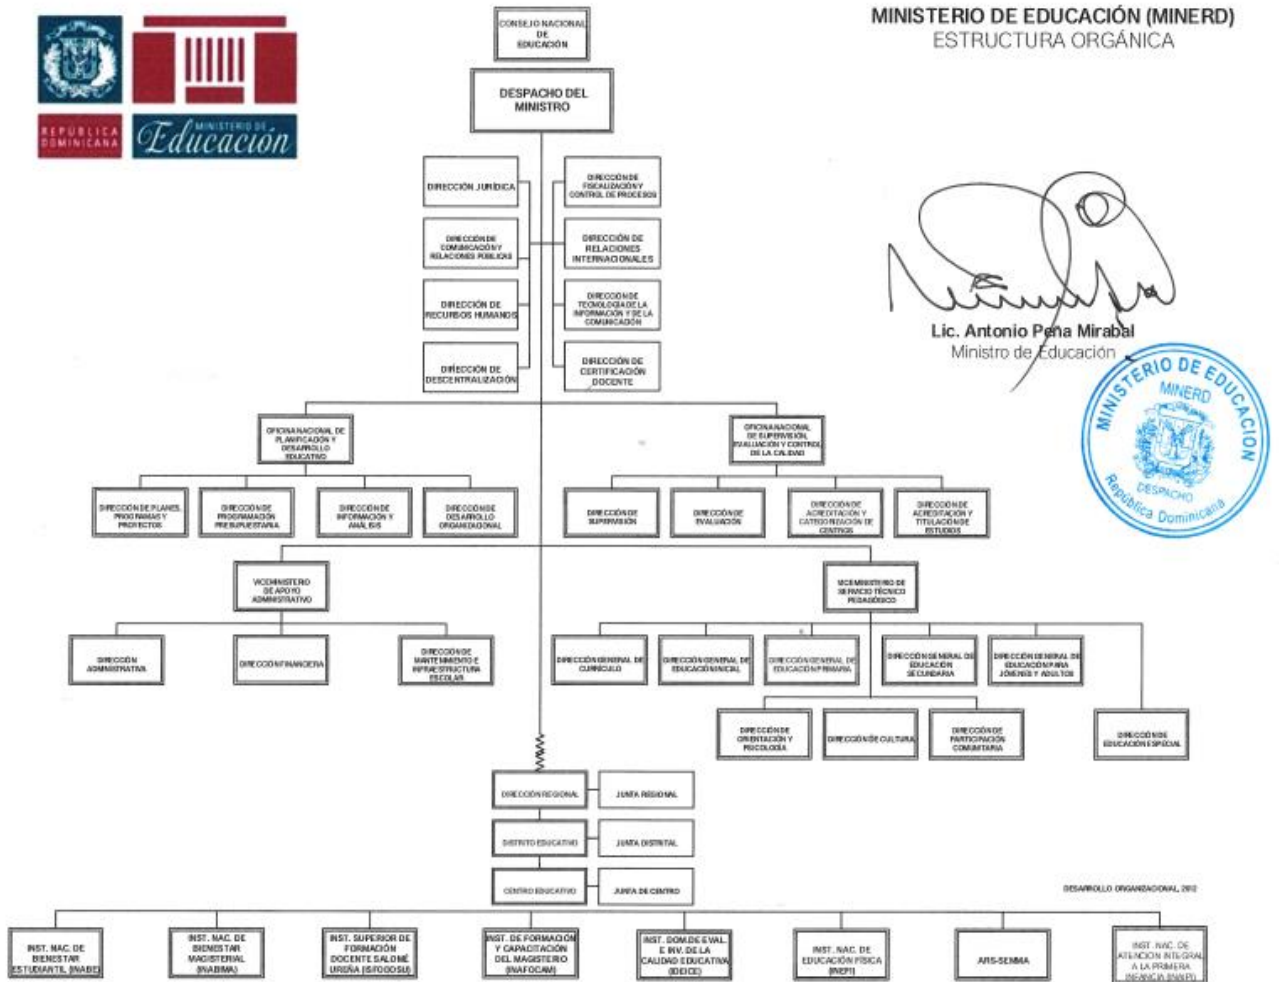 REPÚBLICA
DOMINICANA
MINISTERIO DE
Educación
MINISTERIO DE EDUCACIÓN (MINERD)
ESTRUCTURA ORGÁNICA
CONSEJO NACIONAL
DE
EDUCACIÓN
DESPACHO DEL
MINISTRO
DIRECCIÓN JURÍDICA
DIRECCIÓN DE
FISCALIZACIÓN Y
CONTROL DE PROCESOS
DIRECCIÓN DE
COMUNICACIÓN Y
RELACIONES PÚBLICAS
DIRECCIÓN DE
RELACIONES
INTERNACIONALES
DIRECCIÓN DE
RECURSOS HUMANOS
DIRECCIÓN DE
TECNOLOGÍA DE LA
INFORMACIÓN Y DE LA
COMUNICACIÓN
DIRECCIÓN DE
DESCENTRALIZACIÓN
DIRECCIÓN DE
CERTIFICACIÓN
DOCENTE
Lic. Antonio Peña Mirabal
Ministro de Educación
MINISTERIO DE EDUCACION
MINERD
DESPACHO
República Dominicana
OFICINA NACIONAL DE
PLANIFICACIÓN Y
DESARROLLO
EDUCATIVO
OFICINA NACIONAL
DE SUPERVISIÓN,
EVALUACIÓN Y CONTROL
DE LA CALIDAD
DIRECCIÓN DE PLANES,
PROGRAMAS Y
PROYECTOS
DIRECCIÓN DE
PROGRAMACIÓN
PRESUPUESTARIA
DIRECCIÓN DE
INFORMACIÓN Y
ANÁLISIS
DIRECCIÓN DE
DESARROLLO
ORGANIZACIONAL
DIRECCIÓN DE
SUPERVISIÓN
DIRECCIÓN DE
EVALUACIÓN
DIRECCIÓN DE
ACREDITACIÓN Y
CATEGORIZACIÓN DE
CENTROS
DIRECCIÓN DE
ACREDITACIÓN Y
TITULACIÓN DE
ESTUDIOS
VICEMINISTERIO
DE APOYO
ADMINISTRATIVO
VICEMINISTERIO DE
SERVICIO TÉCNICO
PEDAGÓGICO
DIRECCIÓN
ADMINISTRATIVA
DIRECCIÓN FINANCIERA
DIRECCIÓN DE
MANTENIMIENTO E
INFRAESTRUCTURA
ESCOLAR
DIRECCIÓN GENERAL DE
CURRÍCULO
DIRECCIÓN GENERAL DE
EDUCACIÓN INICIAL
DIRECCIÓN GENERAL DE
EDUCACIÓN PRIMARIA
DIRECCIÓN GENERAL DE
EDUCACIÓN
SECUNDARIA
DIRECCIÓN GENERAL DE
EDUCACIÓN PARA
JÓVENES Y ADULTOS
DIRECCIÓN DE
ORIENTACIÓN Y
PSICOLOGÍA
DIRECCIÓN DE CULTURA
DIRECCIÓN DE
PARTICIPACIÓN
COMUNITARIA
DIRECCIÓN DE
EDUCACIÓN ESPECIAL
DIRECCIÓN REGIONAL
JUNTA REGIONAL
DISTRITO EDUCATIVO
JUNTA DISTRITAL
CENTRO EDUCATIVO
JUNTA DE CENTRO
DESARROLLO ORGANIZACIONAL, 2012
INST. NAC. DE
BIENESTAR
ESTUDIANTIL (INABE)
INST. NAC. DE
BIENESTAR
MAGISTERIAL
(INABIMA)
INST. SUPERIOR DE
FORMACIÓN
DOCENTE SALOMÉ
UREÑA (ISFODOSU)
INST. DE FORMACIÓN
Y CAPACITACIÓN
DEL MAGISTERIO
(INAFOCAM)
INST. DOM. DE EVAL.
E INV. DE LA
CALIDAD EDUCATIVA
(IDEICE)
INST. NAC. DE
EDUCACIÓN FÍSICA
(INEFI)
ARS-SEMMA
INST. NAC. DE
ATENCIÓN INTEGRAL
A LA PRIMERA
INFANCIA (INAIPI)